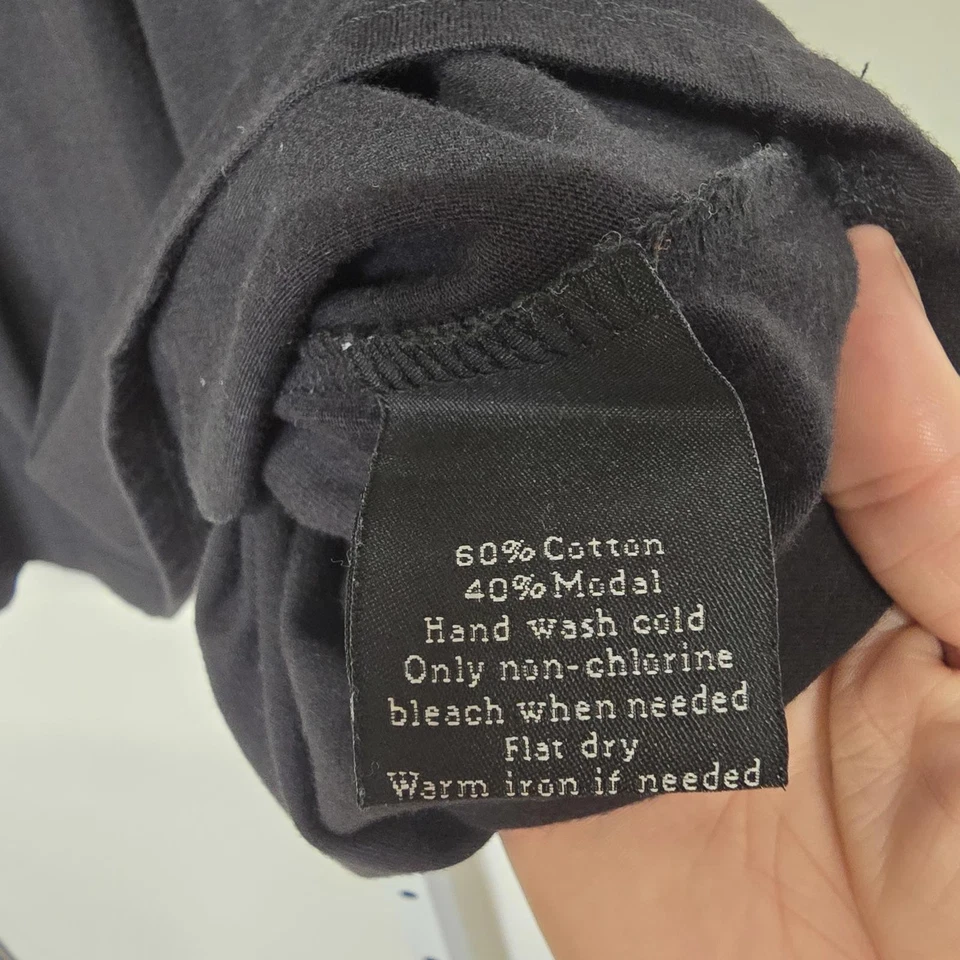 60% Cotton
40% Modal
Hand wash cold
Only non-chlorine
bleach when needed
Flat dry
Warm iron if needed